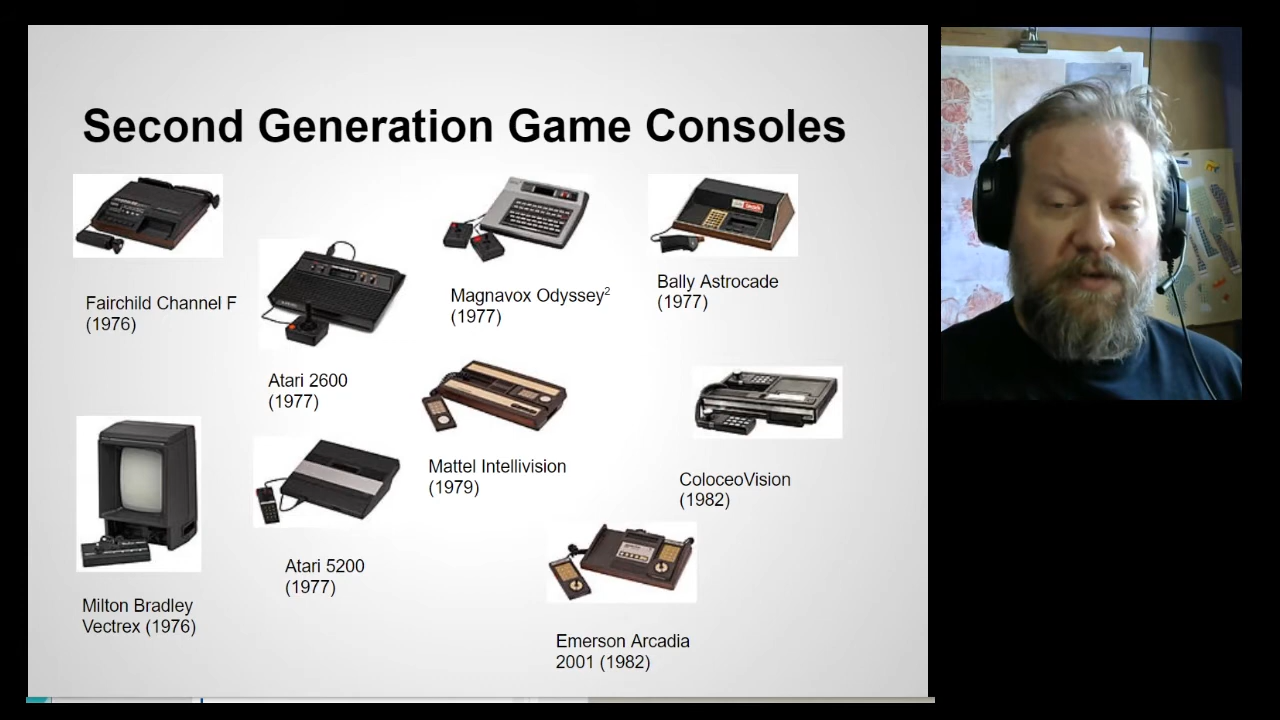 Second Generation Game Consoles
Fairchild Channel F
(1976)
Magnavox Odyssey²
(1977)
Bally Astrocade
(1977)
Atari 2600
(1977)
Mattel Intellivision
(1979)
ColoceoVision
(1982)
Milton Bradley
Vectrex (1976)
Atari 5200
(1977)
Emerson Arcadia
2001 (1982)